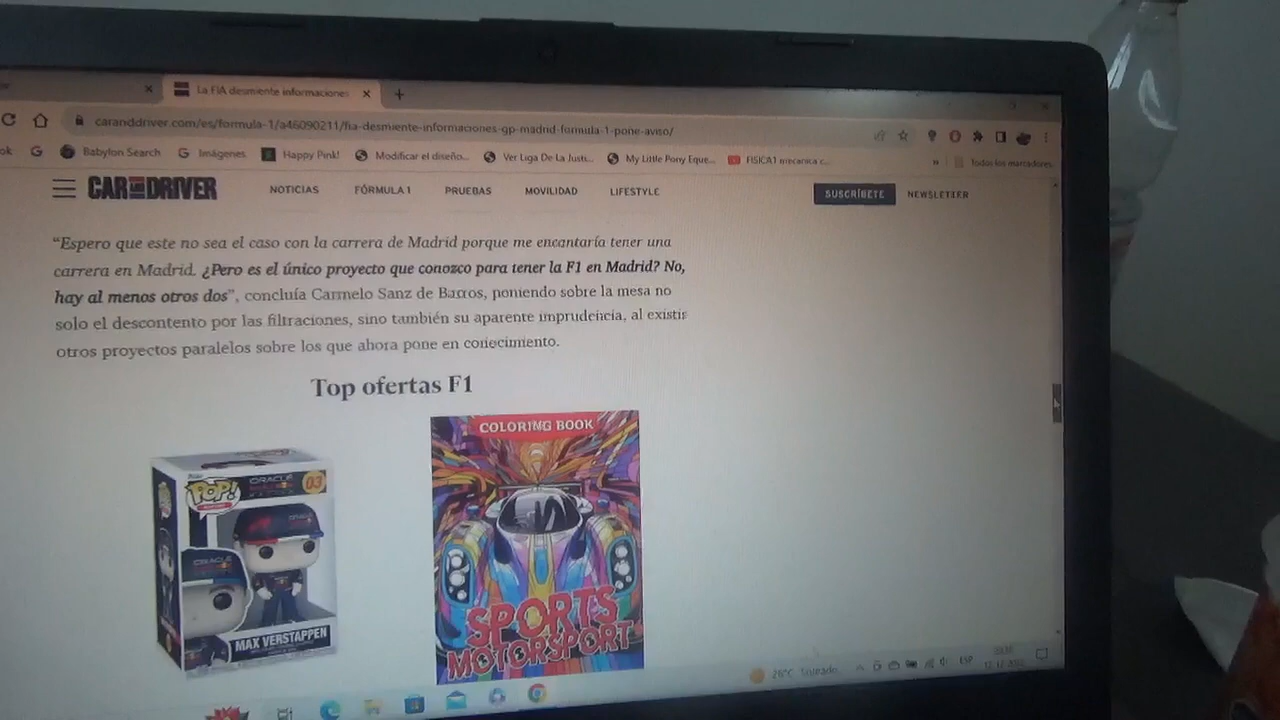 La FIA desmiente informaciones
caranddriver.com/es/formula-1/a46090211/fia-desmiente-informaciones-gp-madrid-formula-1-pone-aviso/
ok Babylon Search Imágenes Happy Pink! Modificar el diseño... Ver Liga De La Justi... My Little Pony Eque... FISICA1 mecanica c... Todos los marcadores
CAR AND DRIVER NOTICIAS FÓRMULA 1 PRUEBAS MOVILIDAD LIFESTYLE SUSCRÍBETE NEWSLETTER
“Espero que este no sea el caso con la carrera de Madrid porque me encantaría tener una
carrera en Madrid. ¿Pero es el único proyecto que conozco para tener la F1 en Madrid? No,
hay al menos otros dos”, concluía Carmelo Sanz de Barros, poniendo sobre la mesa no
solo el descontento por las filtraciones, sino también su aparente imprudencia, al existir
otros proyectos paralelos sobre los que ahora pone en conocimiento.
Top ofertas F1
COLORING BOOK
POP!
ORACLE
03
ORACLE
MAX VERSTAPPEN
SPORTS
MOTORSPORT
26°C
ESP